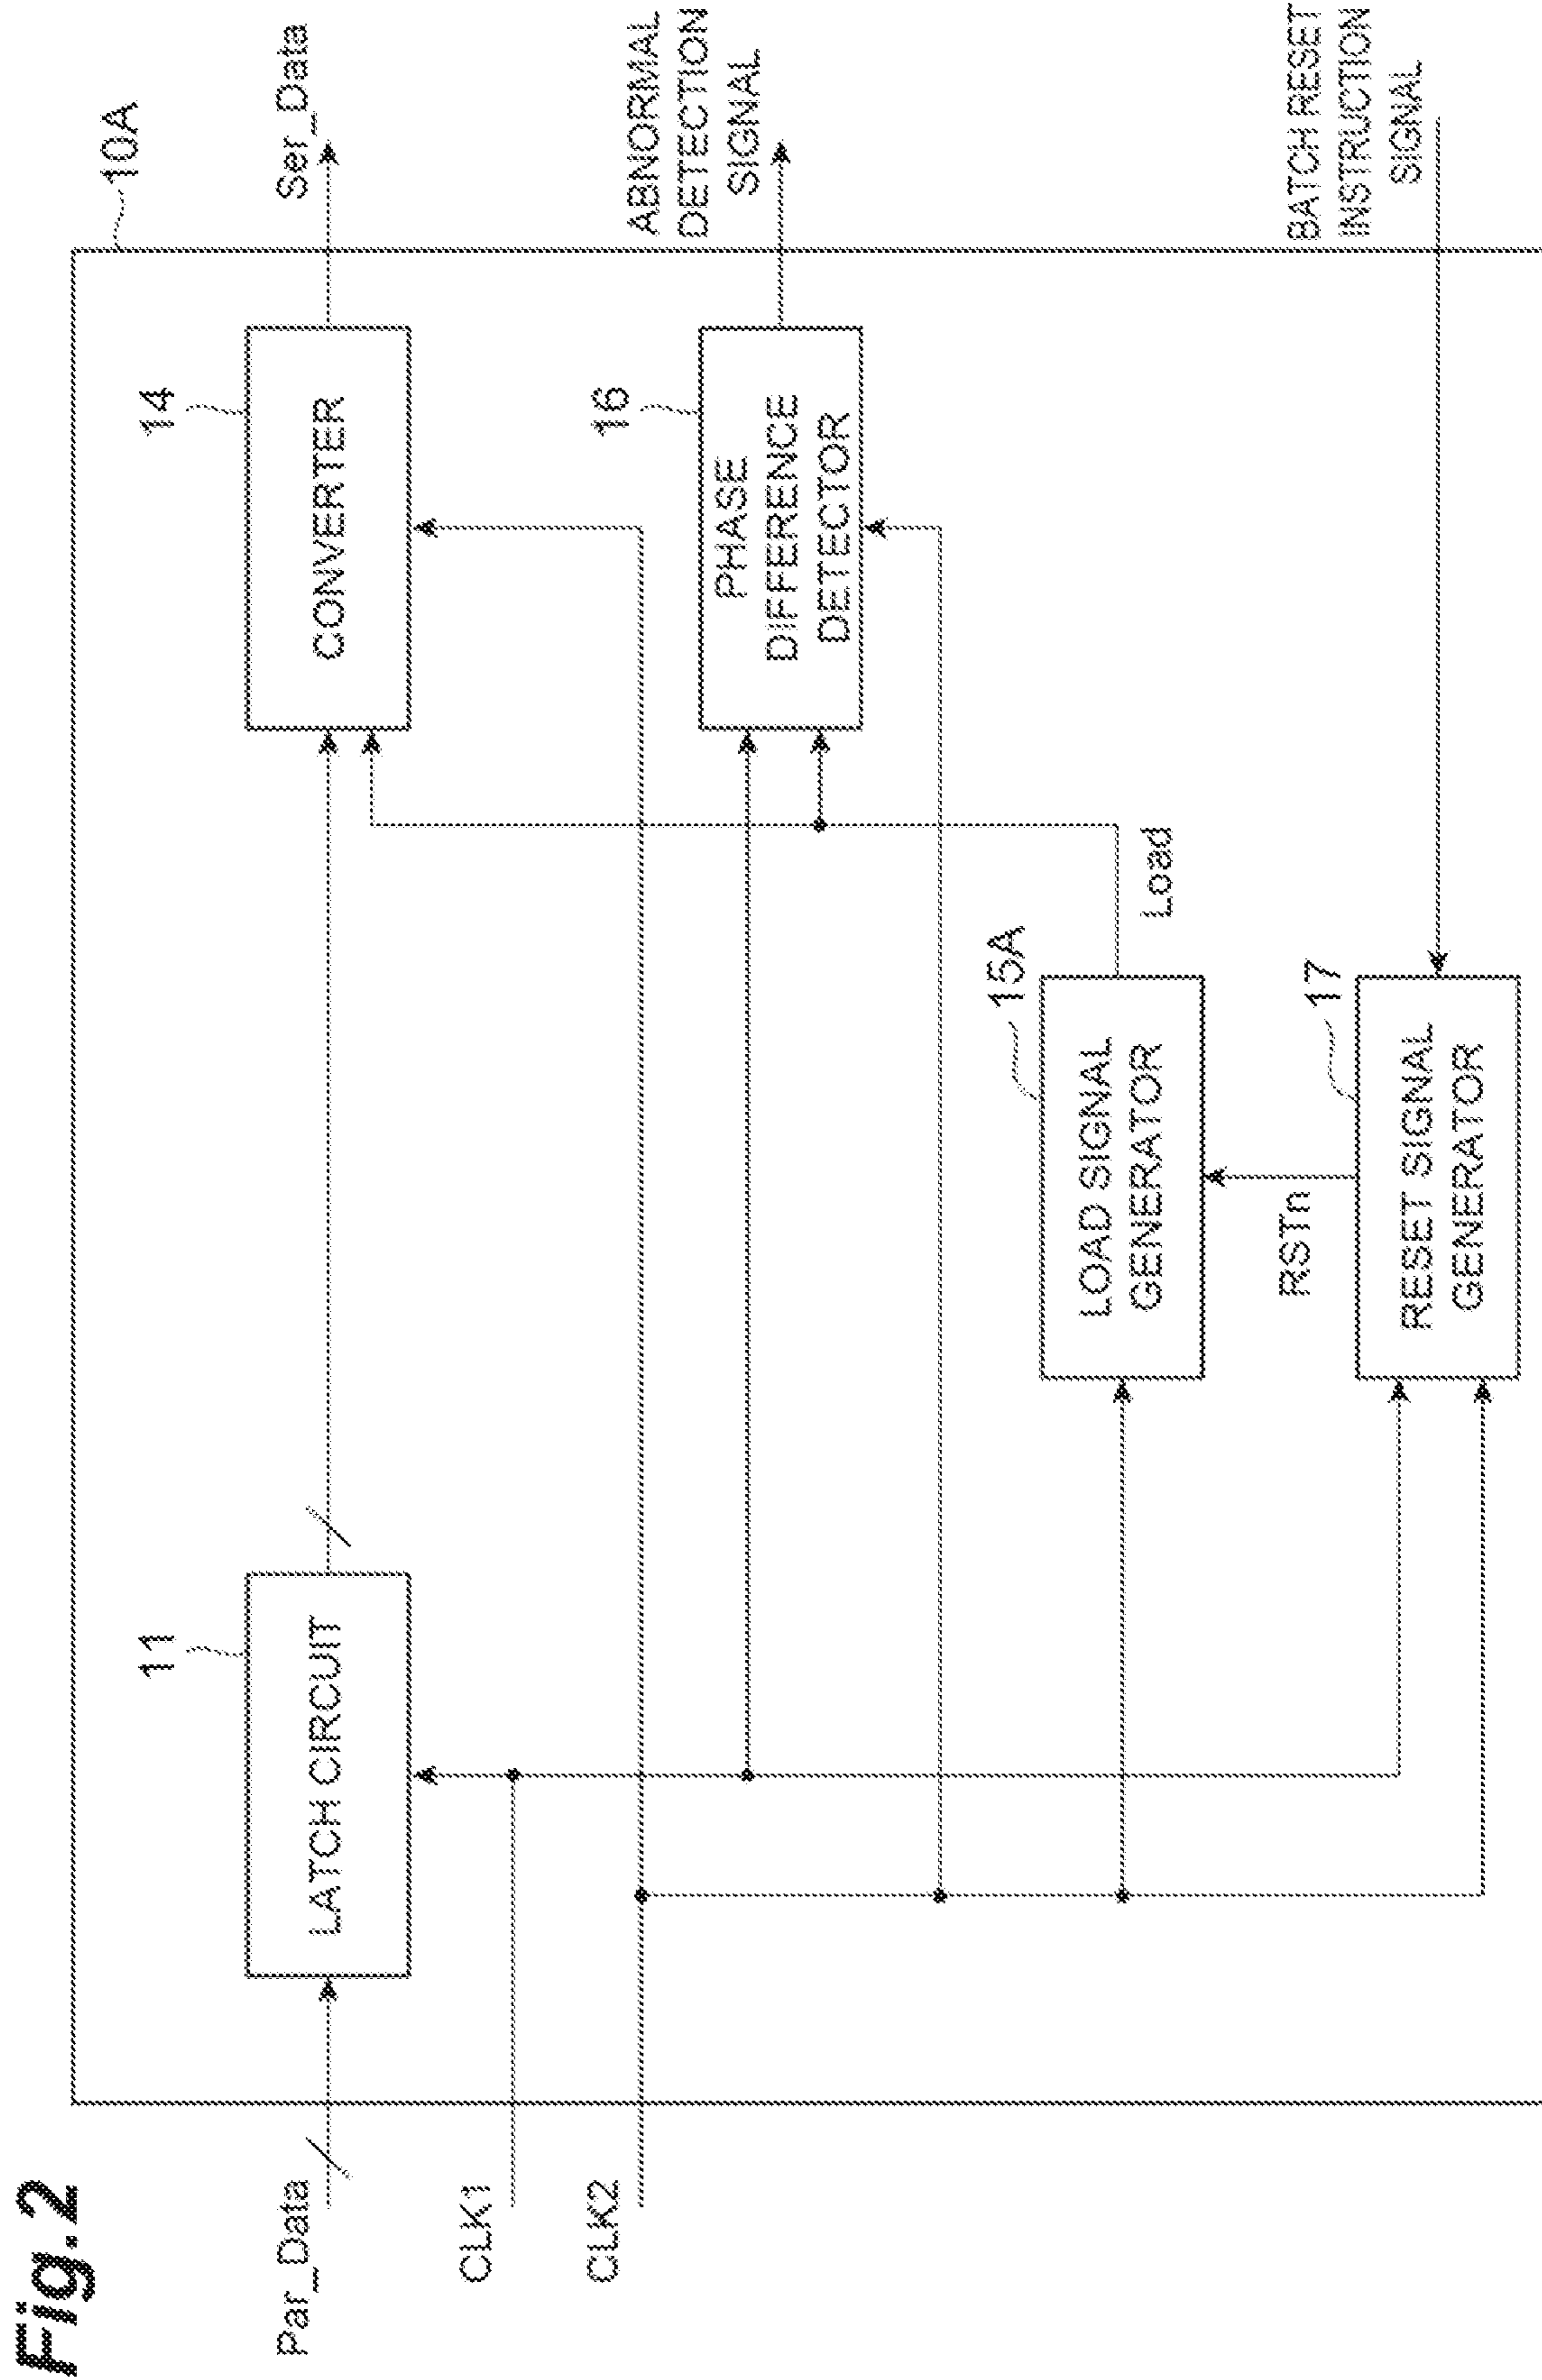 Fig.2
10A
Par_Data
11
LATCH CIRCUIT
14
CONVERTER
Ser_Data
CLK1
CLK2
16
PHASE
DIFFERENCE
DETECTOR
ABNORMAL
DETECTION
SIGNAL
15A
LOAD SIGNAL
GENERATOR
Load
RSTn
17
RESET SIGNAL
GENERATOR
BATCH RESET
INSTRUCTION
SIGNAL